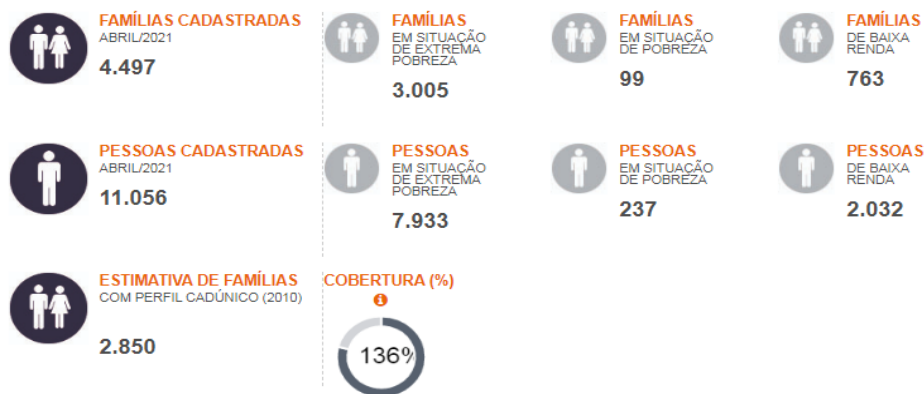 FAMÍLIAS CADASTRADAS
ABRIL/2021
4.497
FAMÍLIAS
EM SITUAÇÃO
DE EXTREMA
POBREZA
3.005
FAMÍLIAS
EM SITUAÇÃO
DE POBREZA
99
FAMÍLIAS
DE BAIXA
RENDA
763
PESSOAS CADASTRADAS
ABRIL/2021
11.056
PESSOAS
EM SITUAÇÃO
DE EXTREMA
POBREZA
7.933
PESSOAS
EM SITUAÇÃO
DE POBREZA
237
PESSOAS
DE BAIXA
RENDA
2.032
ESTIMATIVA DE FAMÍLIAS
COM PERFIL CADÚNICO (2010)
2.850
COBERTURA (%)
i
136%